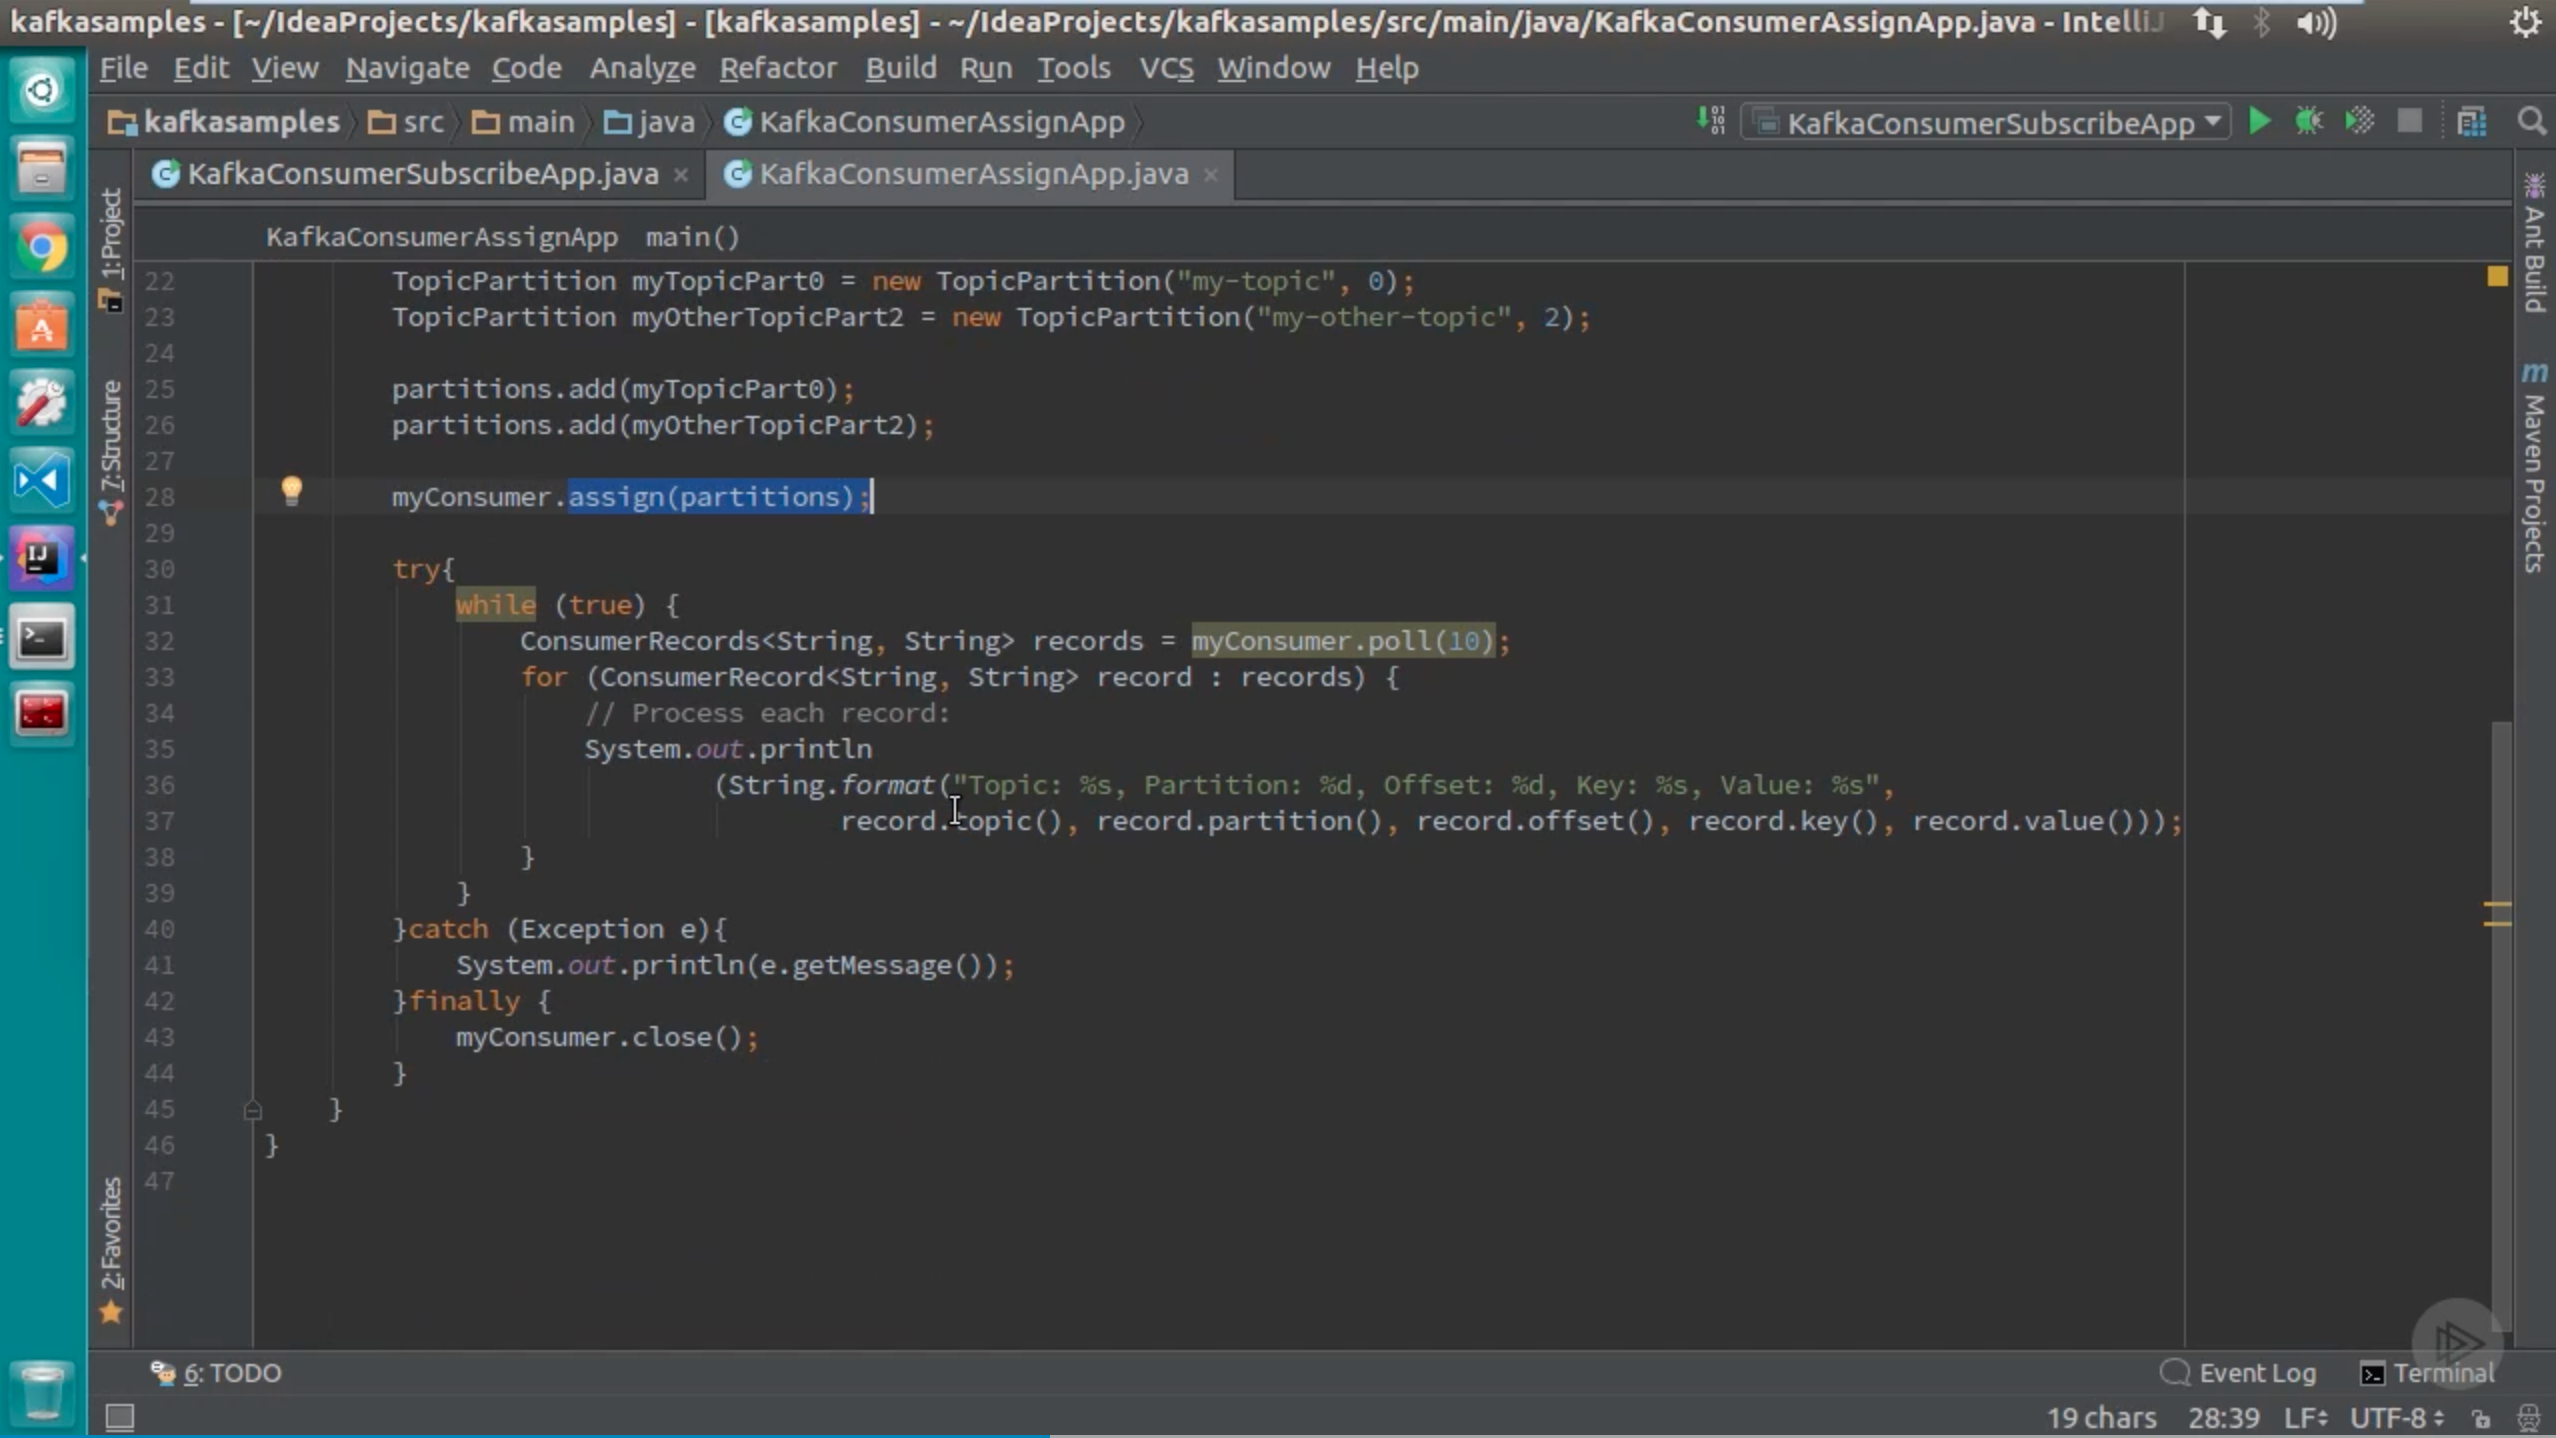 kafkasamples - [~/IdeaProjects/kafkasamples] - [kafkasamples] - ~/IdeaProjects/kafkasamples/src/main/java/KafkaConsumerAssignApp.java - IntelliJ
File Edit View Navigate Code Analyze Refactor Build Run Tools VCS Window Help
kafkasamples src main java KafkaConsumerAssignApp KafkaConsumerSubscribeApp
KafkaConsumerSubscribeApp.java KafkaConsumerAssignApp.java
KafkaConsumerAssignApp main()
1: Project
7: Structure
2: Favorites
22 TopicPartition myTopicPart0 = new TopicPartition("my-topic", 0);
23 TopicPartition myOtherTopicPart2 = new TopicPartition("my-other-topic", 2);
24
25 partitions.add(myTopicPart0);
26 partitions.add(myOtherTopicPart2);
27
28 myConsumer.assign(partitions);
29
30 try{
31 while (true) {
32 ConsumerRecords<String, String> records = myConsumer.poll(10);
33 for (ConsumerRecord<String, String> record : records) {
34 // Process each record:
35 System.out.println
36 (String.format("Topic: %s, Partition: %d, Offset: %d, Key: %s, Value: %s",
37 record.topic(), record.partition(), record.offset(), record.key(), record.value()));
38 }
39 }
40 }catch (Exception e){
41 System.out.println(e.getMessage());
42 }finally {
43 myConsumer.close();
44 }
45 }
46 }
47
Ant Build
Maven Projects
6: TODO Event Log Terminal
19 chars 28:39 LF UTF-8